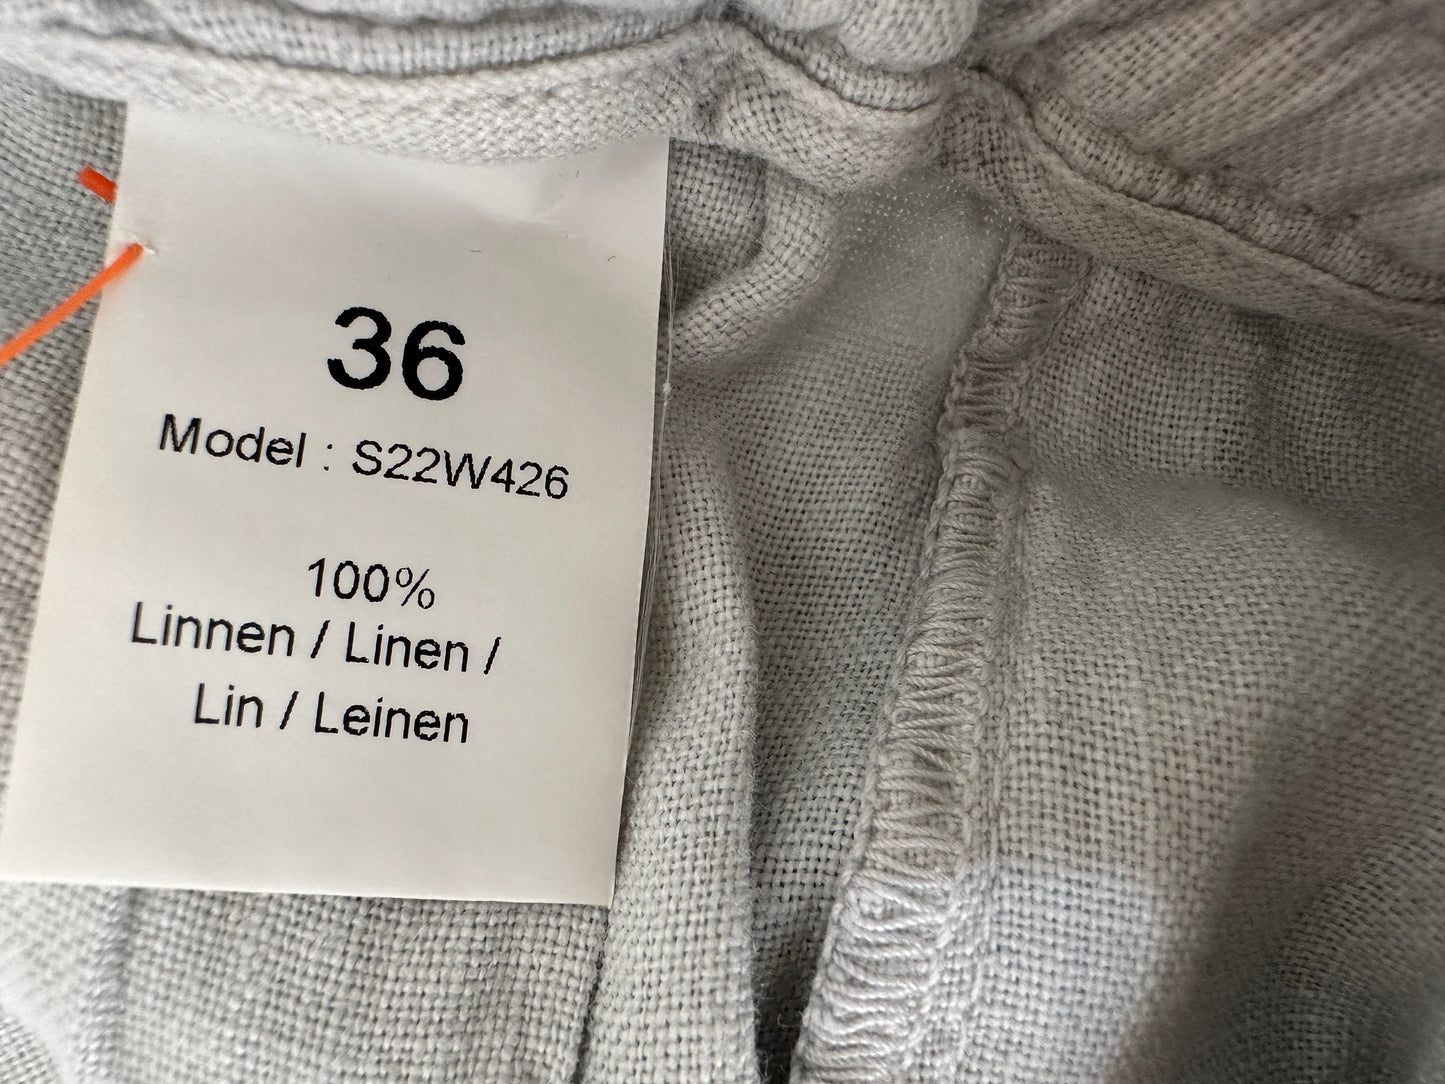 36
Model : S22W426
100%
Linnen / Linen /
Lin / Leinen